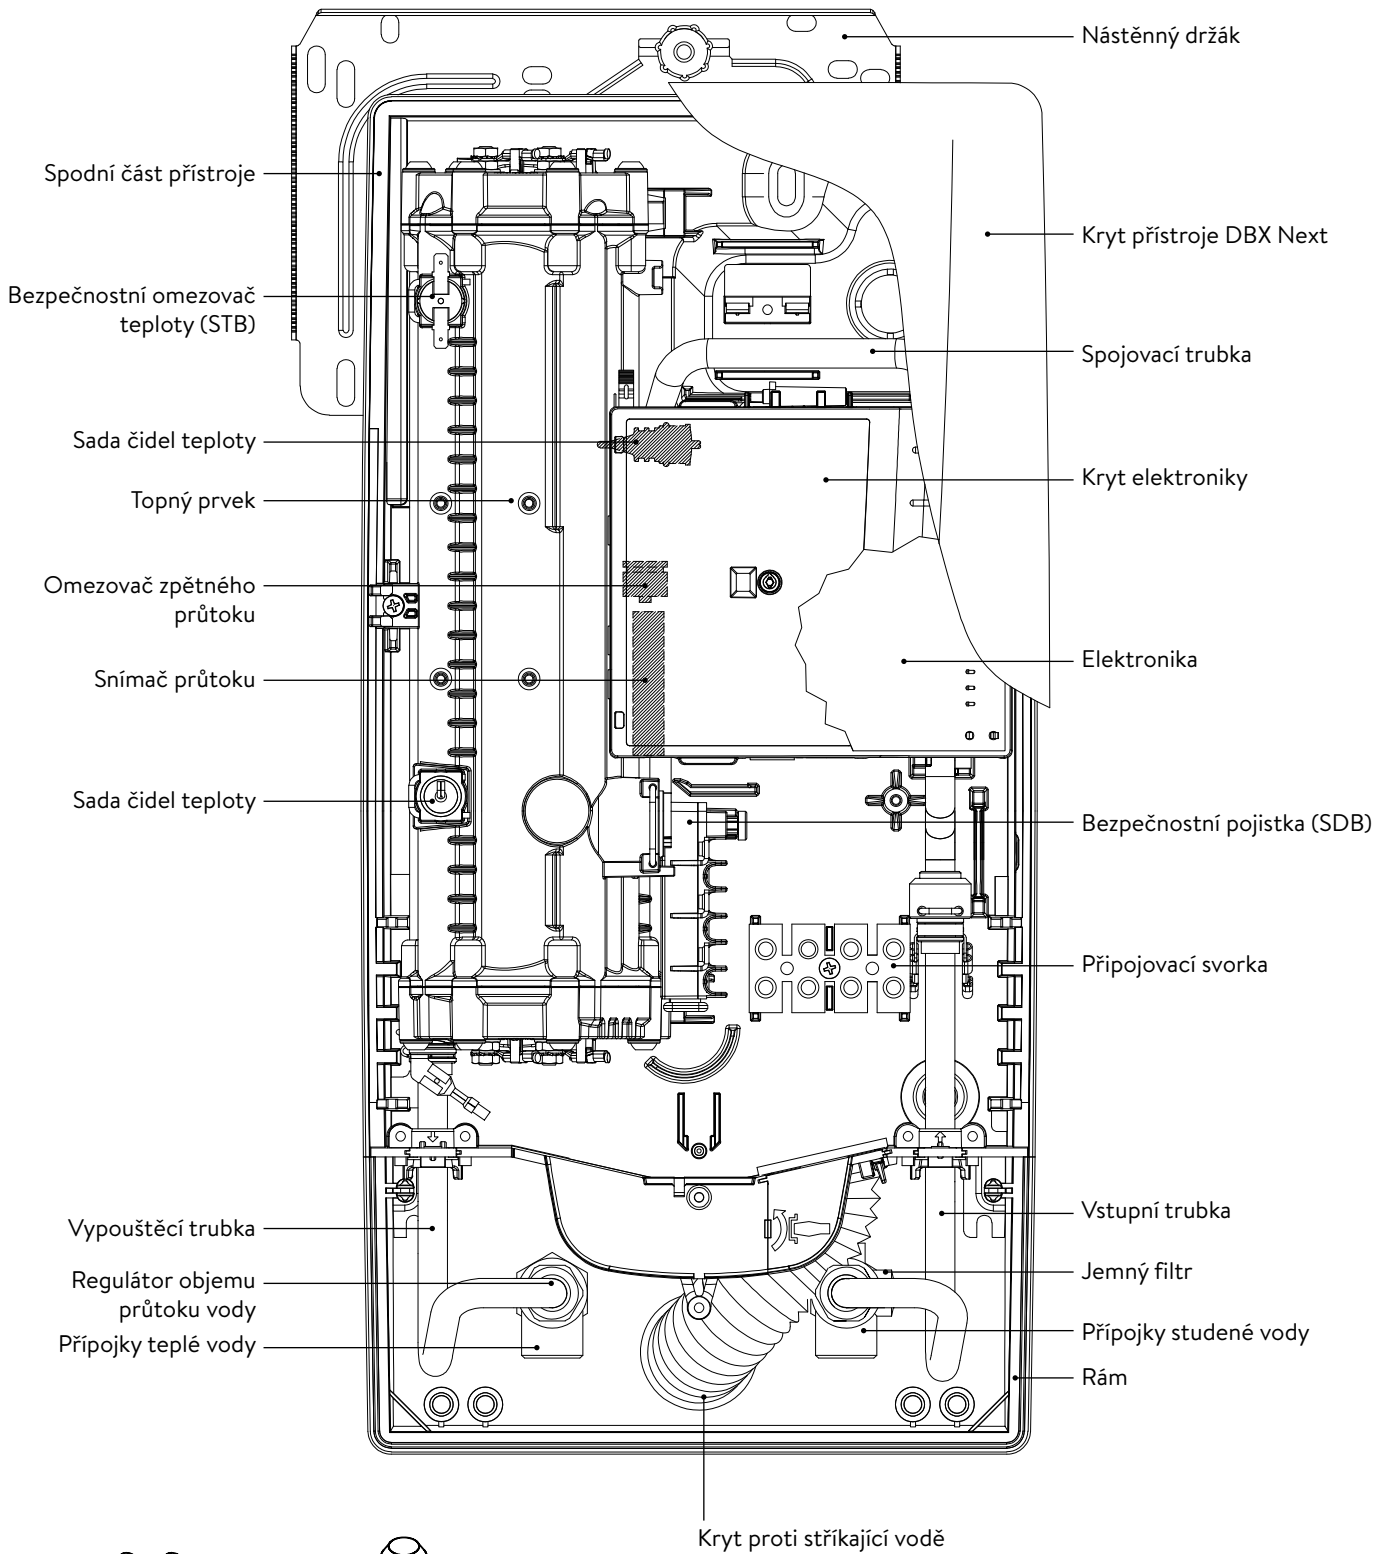 Nástěnný držák
Spodní část přístroje
Kryt přístroje DBX Next
Bezpečnostní omezovač
teploty (STB)
Spojovací trubka
Sada čidel teploty
Kryt elektroniky
Topný prvek
Omezovač zpětného
průtoku
Elektronika
Snímač průtoku
Sada čidel teploty
Bezpečnostní pojistka (SDB)
Připojovací svorka
Vstupní trubka
Vypouštěcí trubka
Jemný filtr
Regulátor objemu
průtoku vody
Přípojky studené vody
Přípojky teplé vody
Rám
Kryt proti stříkající vodě